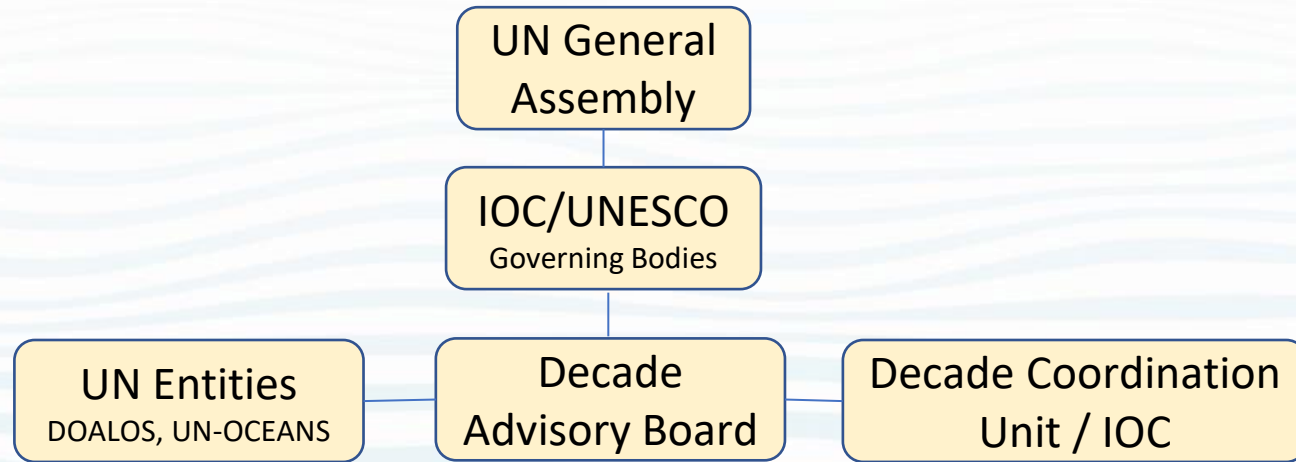 UN General
Assembly
IOC/UNESCO
Governing Bodies
UN Entities
DOALOS, UN-OCEANS
Decade
Advisory Board
Decade Coordination
Unit / IOC